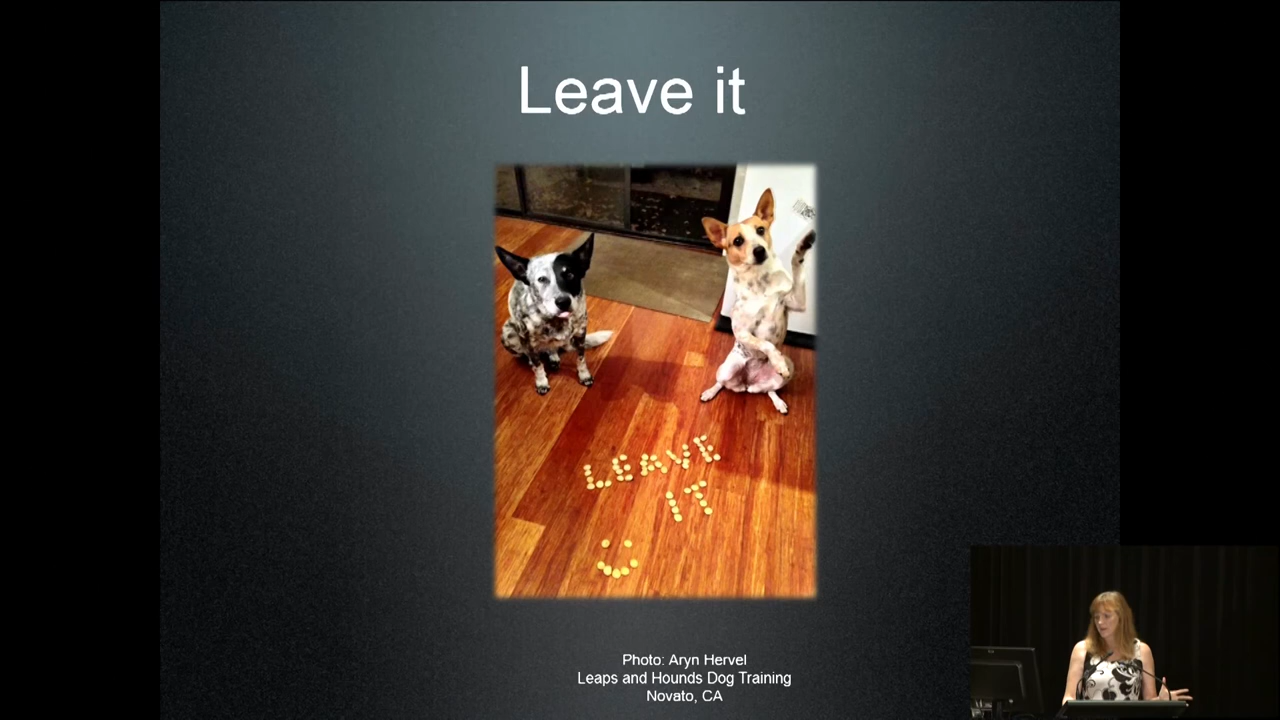 Leave it
LEAVE
IT
Photo: Aryn Hervel
Leaps and Hounds Dog Training
Novato, CA